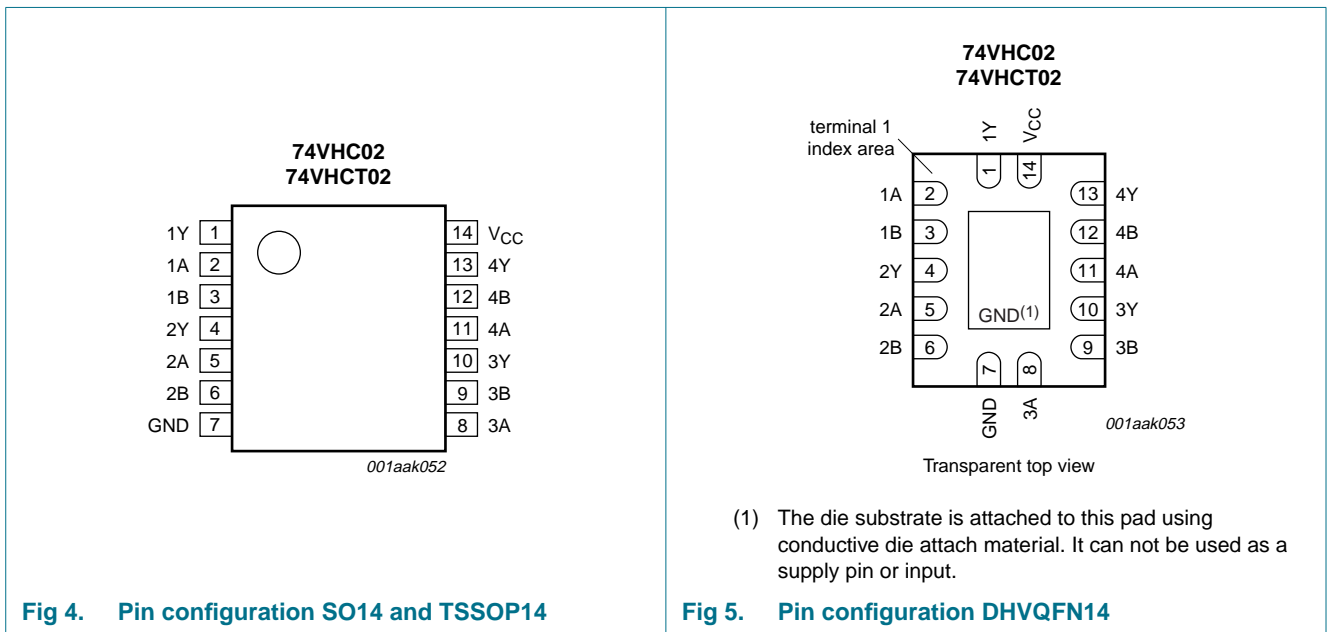 74VHC02
74VHCT02
1Y 1
1A 2
1B 3
2Y 4
2A 5
2B 6
GND 7
14 VCC
13 4Y
12 4B
11 4A
10 3Y
9 3B
8 3A
001aak052
Fig 4. Pin configuration SO14 and TSSOP14
74VHC02
74VHCT02
terminal 1
index area
1Y
VCC
1
14
1A 2
1B 3
2Y 4
2A 5
2B 6
13 4Y
12 4B
11 4A
10 3Y
9 3B
GND(1)
7
8
GND
3A
001aak053
Transparent top view
(1) The die substrate is attached to this pad using
conductive die attach material. It can not be used as a
supply pin or input.
Fig 5. Pin configuration DHVQFN14